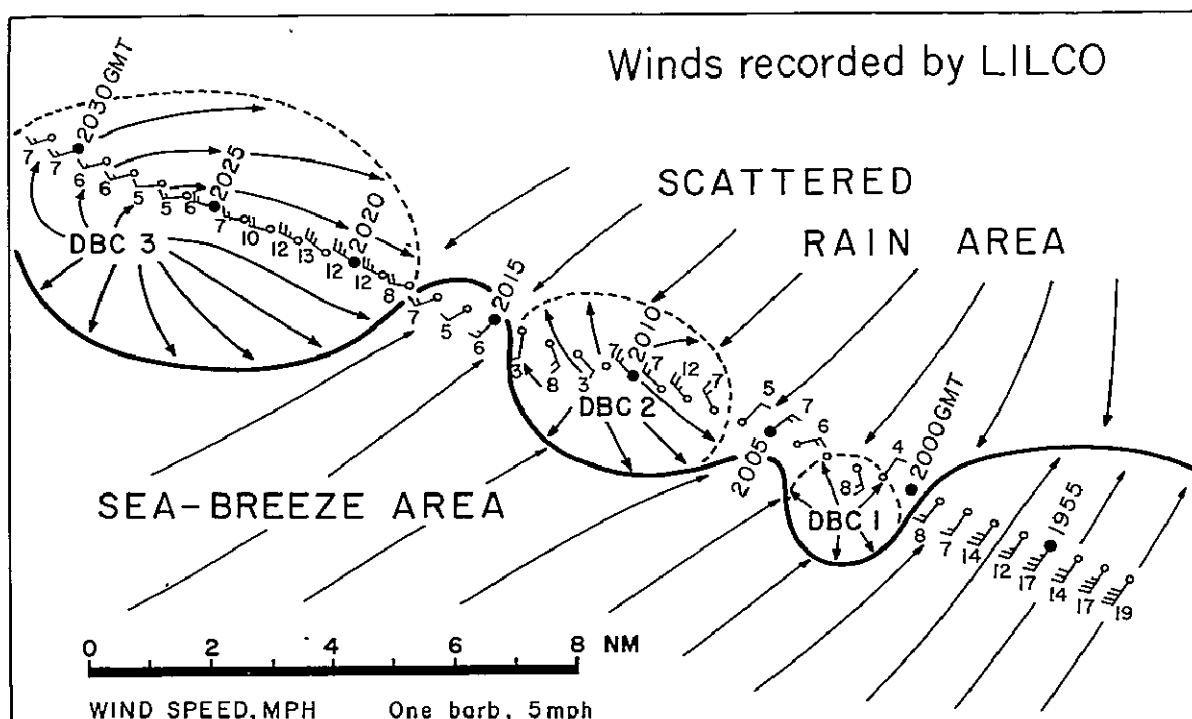 Winds recorded by LILCO
2030GMT
SCATTERED
RAIN AREA
7 7 6 6 5 5 6 2025
7 10 12 13 12 2020
12 8
DBC 3
7 5 6 2015
3 8 3 7 2010
7 12 7
DBC 2
5 7 2005
6 4 2000GMT
8
DBC 1
SEA-BREEZE AREA
8 7 14 12 17 1955
14 17 19
0 2 4 6 8 NM
WIND SPEED, MPH One barb, 5mph